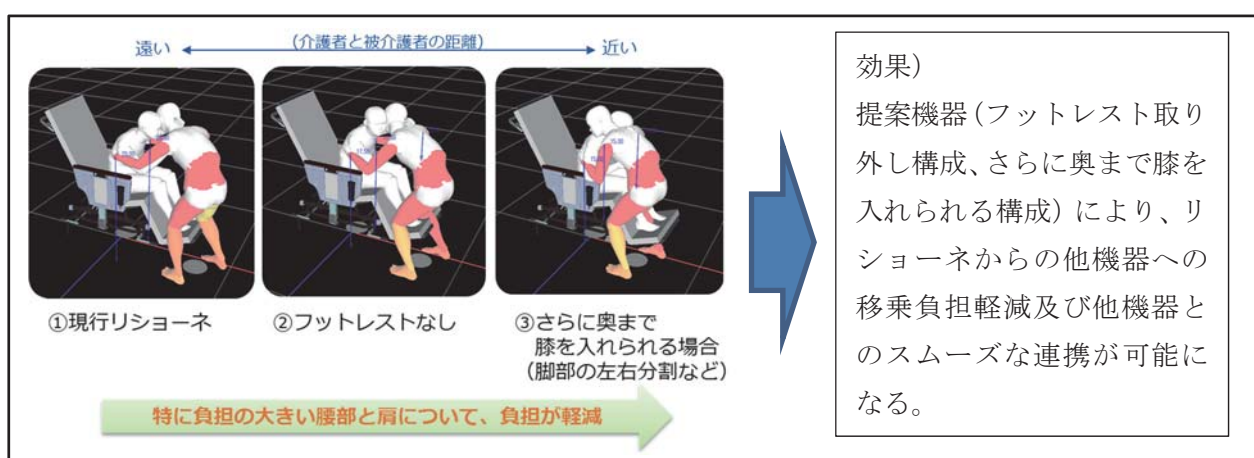 (介護者と被介護者の距離)
遠い
近い
①現行リショーネ
②フットレストなし
③さらに奥まで
膝を入れられる場合
(脚部の左右分割など)
特に負担の大きい腰部と肩について、負担が軽減
効果)
提案機器(フットレスト取り
外し構成、さらに奥まで膝を
入れられる構成)により、リ
ショーネからの他機器への
移乗負担軽減及び他機器と
のスムーズな連携が可能に
なる。